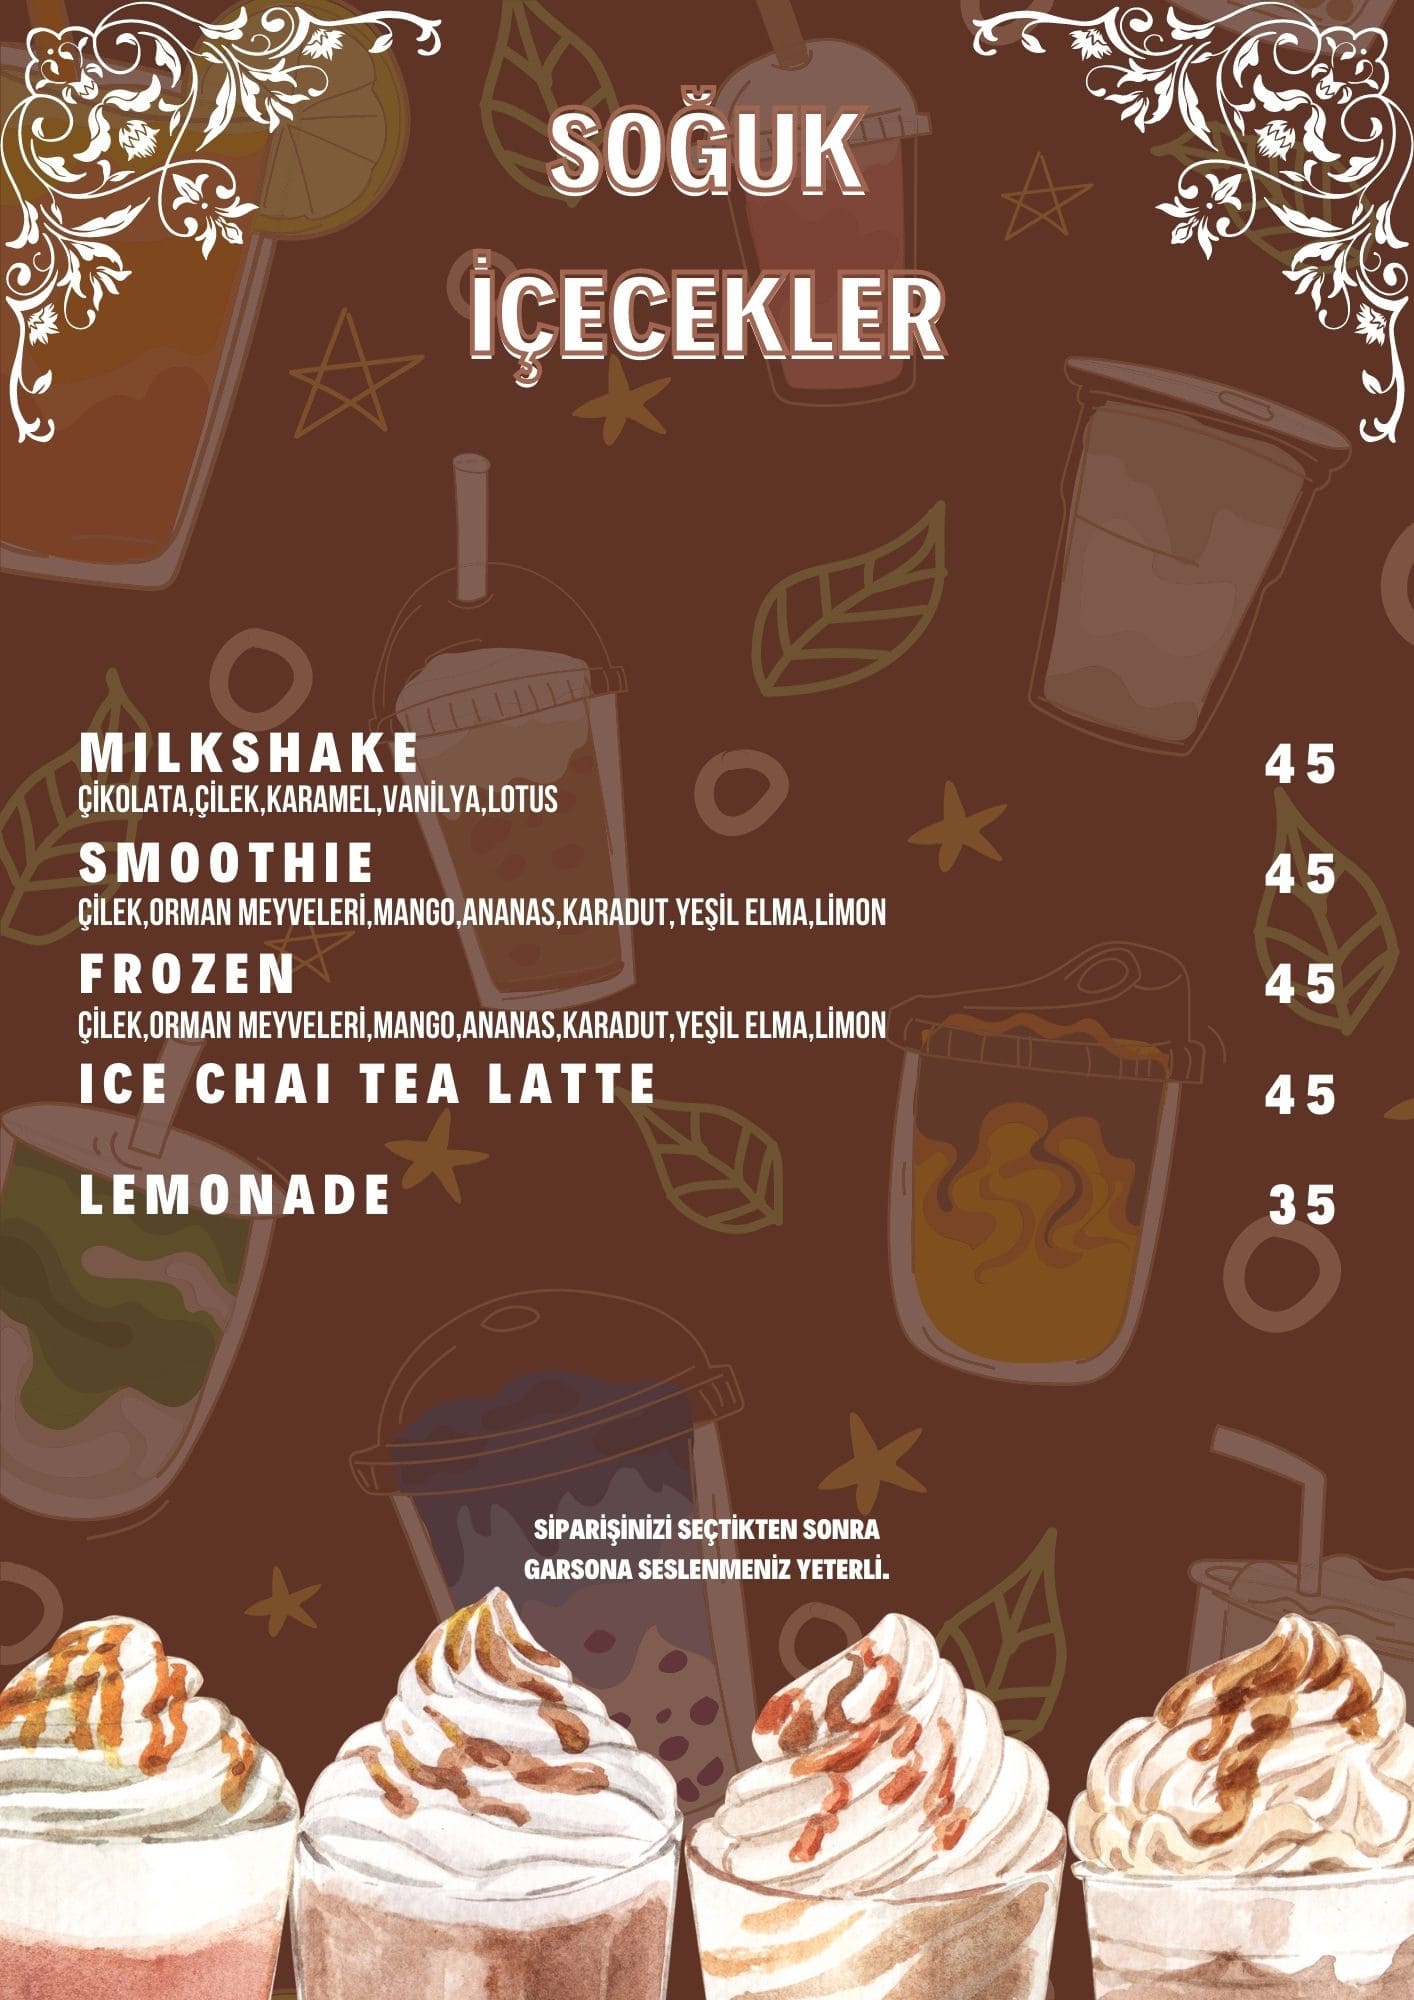 SOĞUK
İÇECEKLER
MILKSHAKE 45
ÇİKOLATA,ÇİLEK,KARAMEL,VANİLYA,LOTUS
SMOOTHIE 45
ÇİLEK,ORMAN MEYVELERİ,MANGO,ANANAS,KARADUT,YEŞİL ELMA,LİMON
FROZEN 45
ÇİLEK,ORMAN MEYVELERİ,MANGO,ANANAS,KARADUT,YEŞİL ELMA,LİMON
ICE CHAI TEA LATTE 45
LEMONADE 35
SİPARİŞİNİZİ SEÇTİKTEN SONRA
GARSONA SESLENMENİZ YETERLİ.